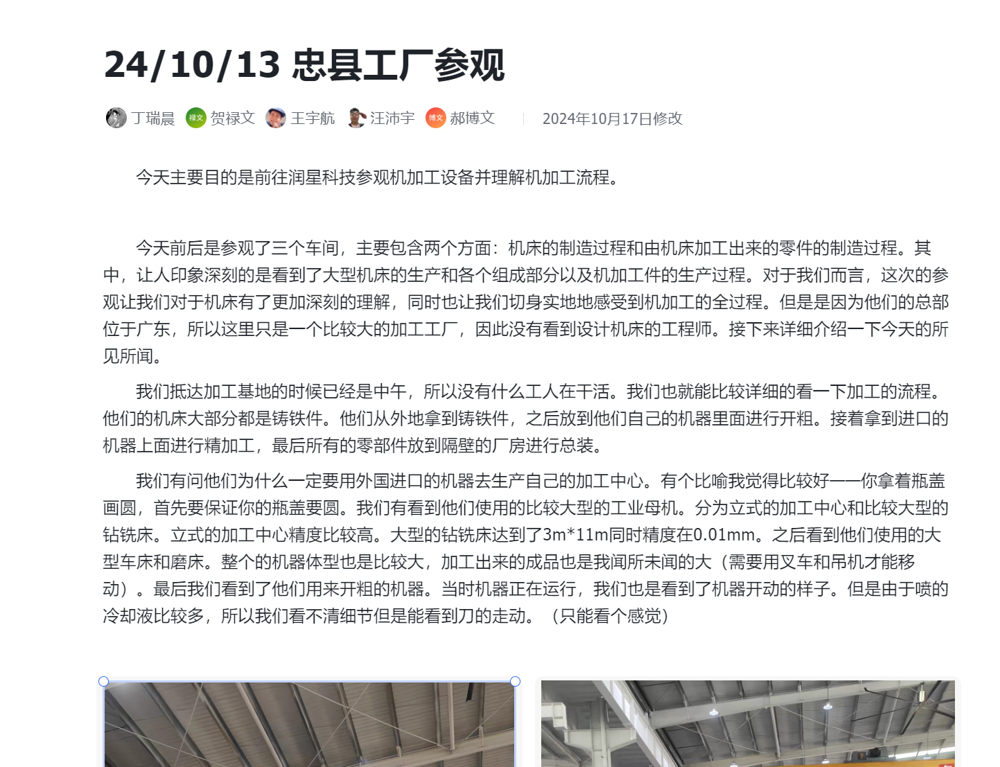 24/10/13 忠县工厂参观
丁瑞晨 禄文 贺禄文 王宇航 汪沛宇 博文 郝博文 2024年10月17日修改
今天主要目的是前往润星科技参观机加工设备并理解机加工流程。
今天前后是参观了三个车间，主要包含两个方面：机床的制造过程和由机床加工出来的零件的制造过程。其
中，让人印象深刻的是看到了大型机床的生产和各个组成部分以及机加工件的生产过程。对于我们而言，这次的参
观让我们对于机床有了更加深刻的理解，同时也让我们切身实地地感受到机加工的全过程。但是是因为他们的总部
位于广东，所以这里只是一个比较大的加工工厂，因此没有看到设计机床的工程师。接下来详细介绍一下今天的所
见所闻。
我们抵达加工基地的时候已经是中午，所以没有什么工人在干活。我们也就能比较详细的看一下加工的流程。
他们的机床大部分都是铸铁件。他们从外地拿到铸铁件，之后放到他们自己的机器里面进行开粗。接着拿到进口的
机器上面进行精加工，最后所有的零部件放到隔壁的厂房进行总装。
我们有问他们为什么一定要用外国进口的机器去生产自己的加工中心。有个比喻我觉得比较好——你拿着瓶盖
画圆，首先要保证你的瓶盖要圆。我们有看到他们使用的比较大型的工业母机。分为立式的加工中心和比较大型的
钻铣床。立式的加工中心精度比较高。大型的钻铣床达到了3m*11m同时精度在0.01mm。之后看到他们使用的大
型车床和磨床。整个的机器体型也是比较大，加工出来的成品也是我闻所未闻的大（需要用叉车和吊机才能移
动）。最后我们看到了他们用来开粗的机器。当时机器正在运行，我们也是看到了机器开动的样子。但是由于喷的
冷却液比较多，所以我们看不清细节但是能看到刀的走动。（只能看个感觉）